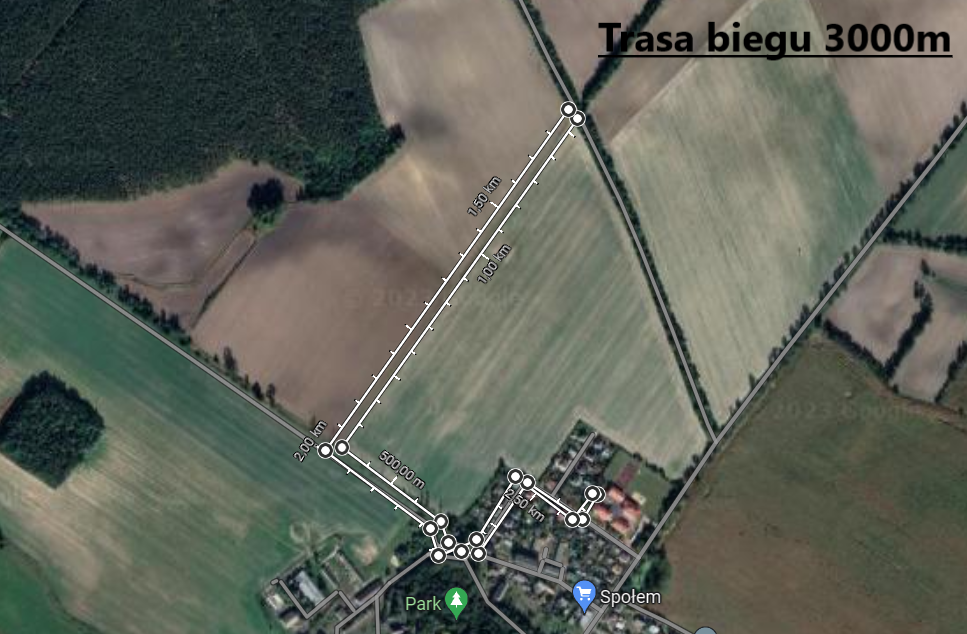 Trasa biegu 3000m
1,50 km
1,00 km
2,00 km
500,00 m
2,50 km
Park
Społem